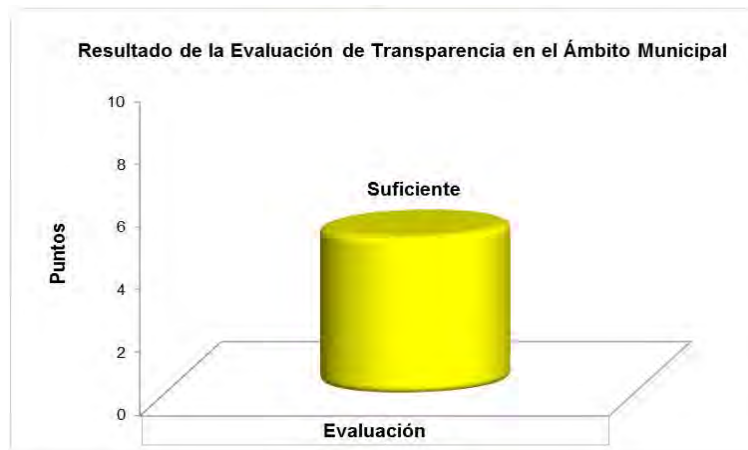 Resultado de la Evaluación de Transparencia en el Ámbito Municipal
10
8
Suficiente
6
Puntos
4
2
0
Evaluación